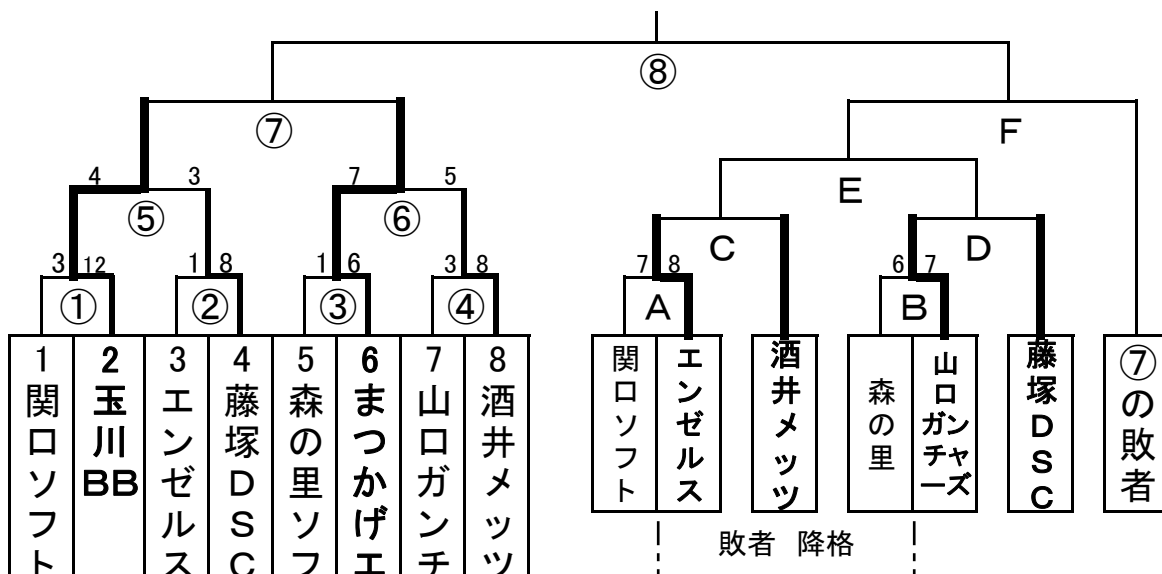 ⑧
⑦
F
E
4 3 7 5
⑤ ⑥ C D
3 12 1 8 1 6 3 8 7 8 6 7
① ② ③ ④ A B
1 関口ソフト
2 玉川BB
3 エンゼルス
4 藤塚DSC
5 森の里ソフ
6 まつかげエ
7 山口ガンチ
8 酒井メッツ
関口ソフト
エンゼルス
酒井メッツ
森の里
山口ガンチャーズ
藤塚DSC
⑦の敗者
敗者 降格